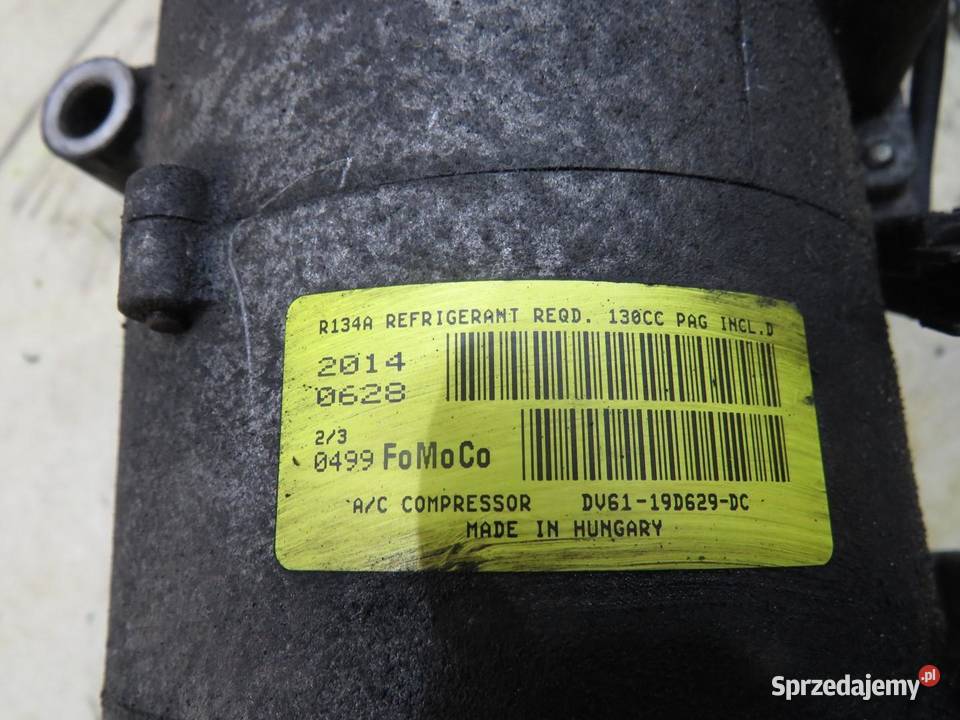 R134A REFRIGERANT REQD. 130CC PAG INCL.D
2014
0628
2/3
0499 FoMoCo
A/C COMPRESSOR DV61-19D629-DC
MADE IN HUNGARY
Sprzedajemy.pl